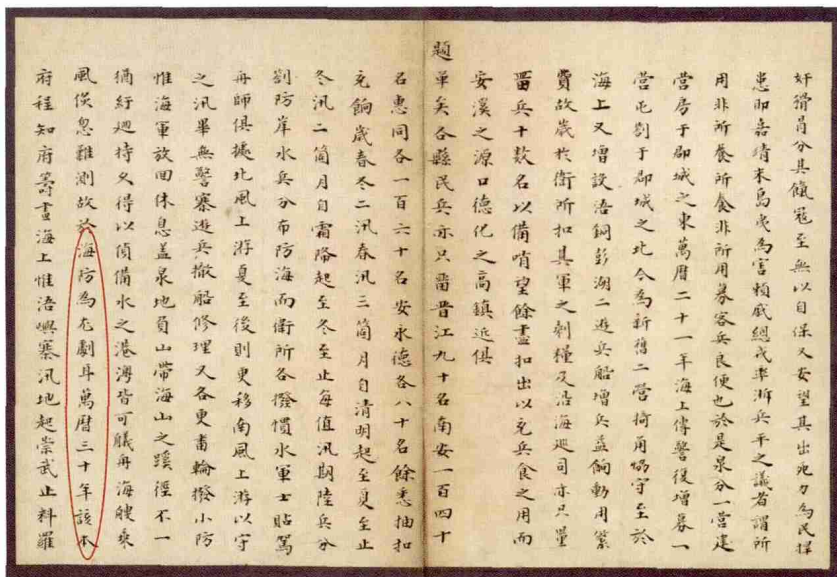 奸猾肩分其饟寇至無以自保又安望其出死力為民捍
患即嘉靖末島夷為害賴戚總戎率浙兵平之議者謂所
用非所養所養非所用募客兵良便也於是泉分一營建
營房于郡城之東萬曆二十一年海上傳警復增募一
營屯劄于郡城之北今為新舊二營掎角鳴守至於
海上又增設浯銅彭湖二遊兵船增兵益餉動用繁
費故歲於衛所扣其軍之剩糧及沿海巡司亦只量
留兵十數名以備哨望餘盡扣出以充兵食之用而
安溪之源口德化之高鎮近俱
題革矣各縣民兵亦只留晉江九十名南安一百四十
名惠同各一百六十名安永德各八十名餘悉抽扣
充餉歲春冬二汛春汛三箇月自清明起至夏至止
冬汛二箇月自霜降起至冬至止每值汛期陸兵分
劄防岸水兵分布防海而衛所各撥慣水軍士貼駕
舟師俱據北風上游夏至後則更移南風上游以守
之汛畢無警寨遊兵撤船修理又各更番輪撥小防
惟海軍放回休息蓋泉地負山帶海山之蹊徑不一
猶紆迴持久得以偵備水之港灣皆可艤舟海艘乘
風倏忽難測故於海防為尤劇耳萬曆三十年該本
府程知府籌畫海上惟浯嶼寨汛地起崇武止料羅